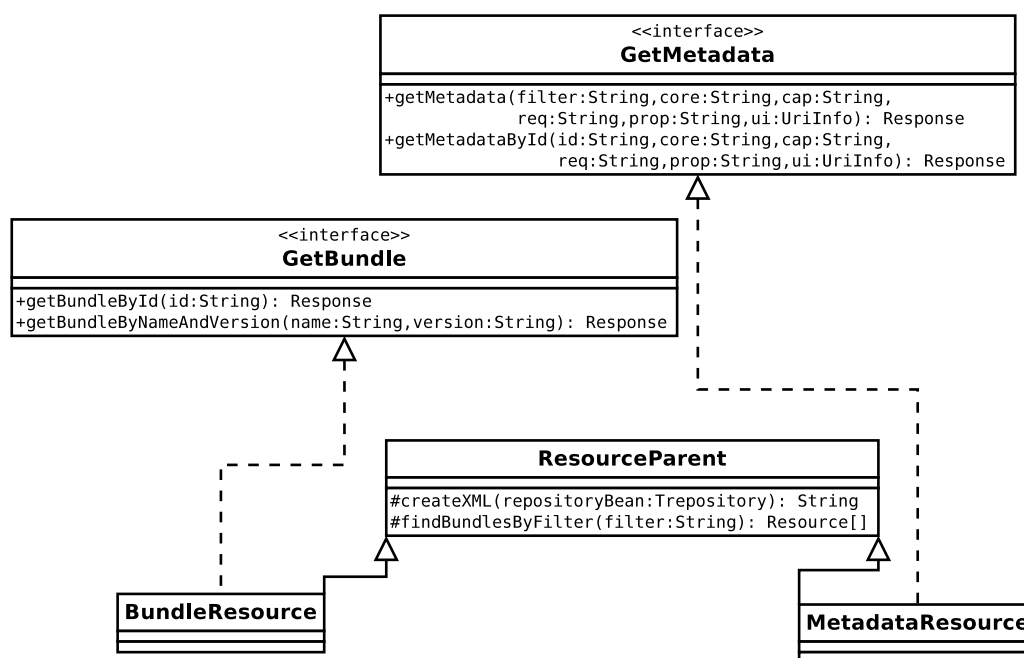 <<interface>>
GetMetadata
+getMetadata(filter:String,core:String,cap:String,
req:String,prop:String,ui:UriInfo): Response
+getMetadataById(id:String,core:String,cap:String,
req:String,prop:String,ui:UriInfo): Response
<<interface>>
GetBundle
+getBundleById(id:String): Response
+getBundleByNameAndVersion(name:String,version:String): Response
ResourceParent
#createXML(repositoryBean:Trepository): String
#findBundlesByFilter(filter:String): Resource[]
BundleResource
MetadataResource